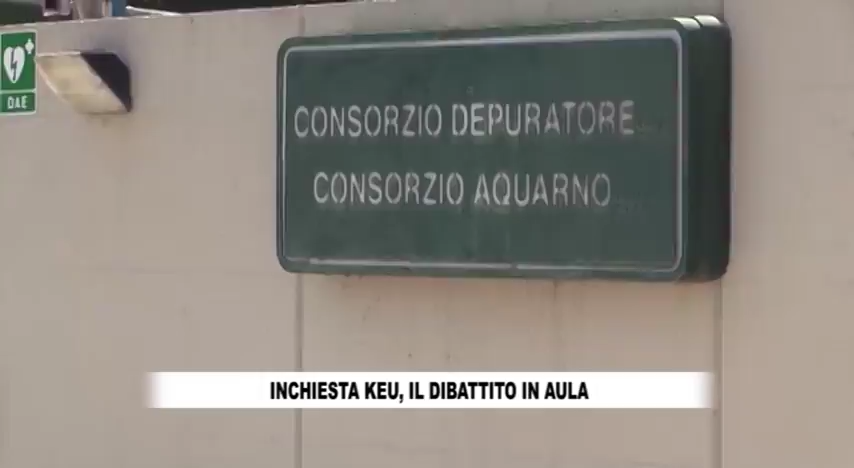 DAE
CONSORZIO DEPURATORE
CONSORZIO AQUARNO
INCHIESTA KEU, IL DIBATTITO IN AULA